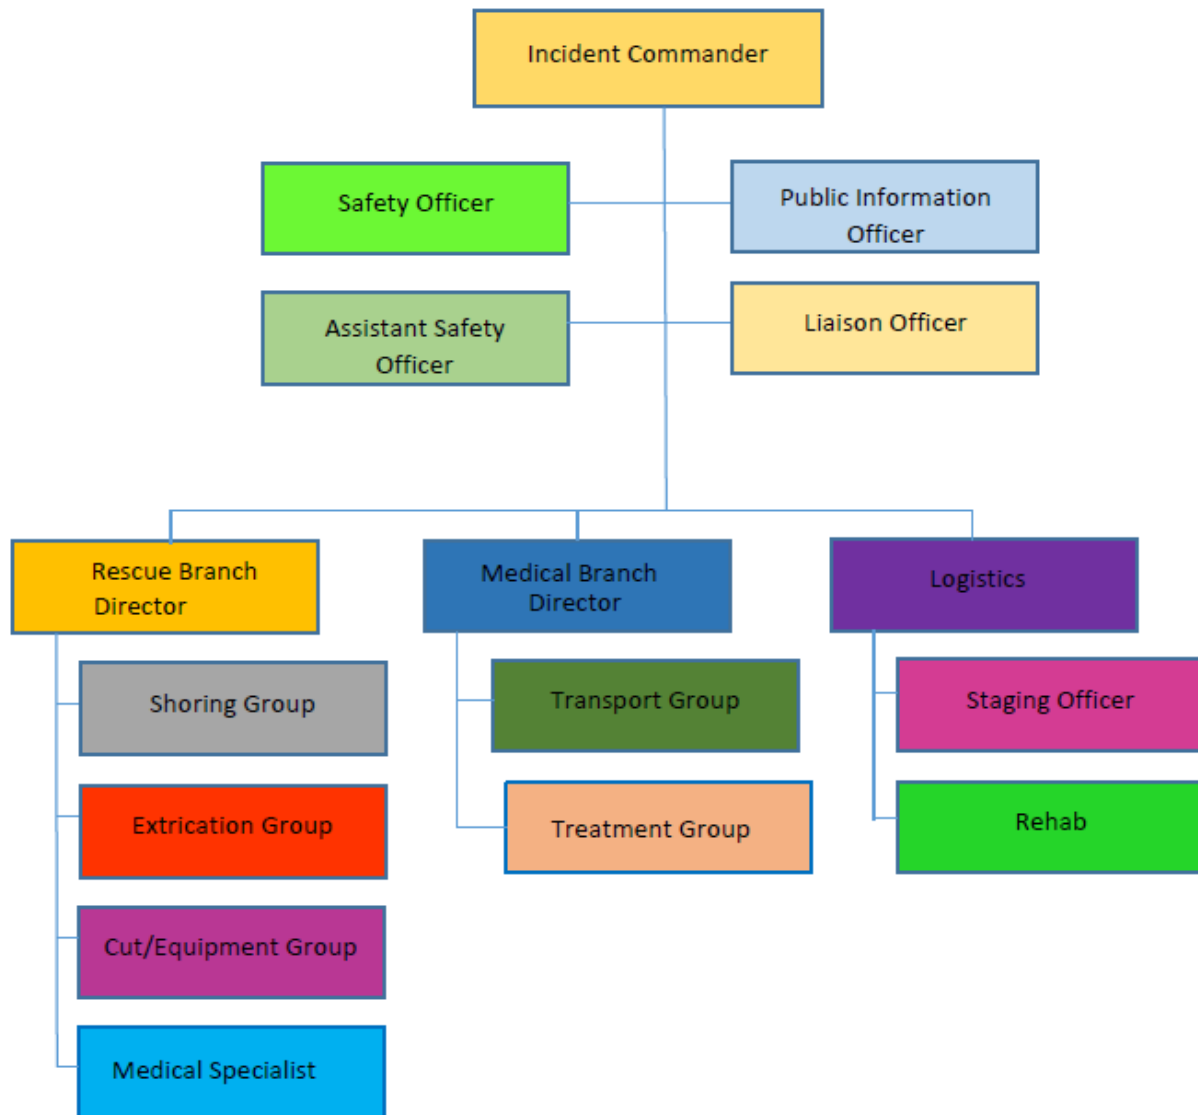 Incident Commander
Safety Officer
Public Information
Officer
Assistant Safety
Officer
Liaison Officer
Rescue Branch
Director
Medical Branch
Director
Logistics
Shoring Group
Transport Group
Staging Officer
Extrication Group
Treatment Group
Rehab
Cut/Equipment Group
Medical Specialist